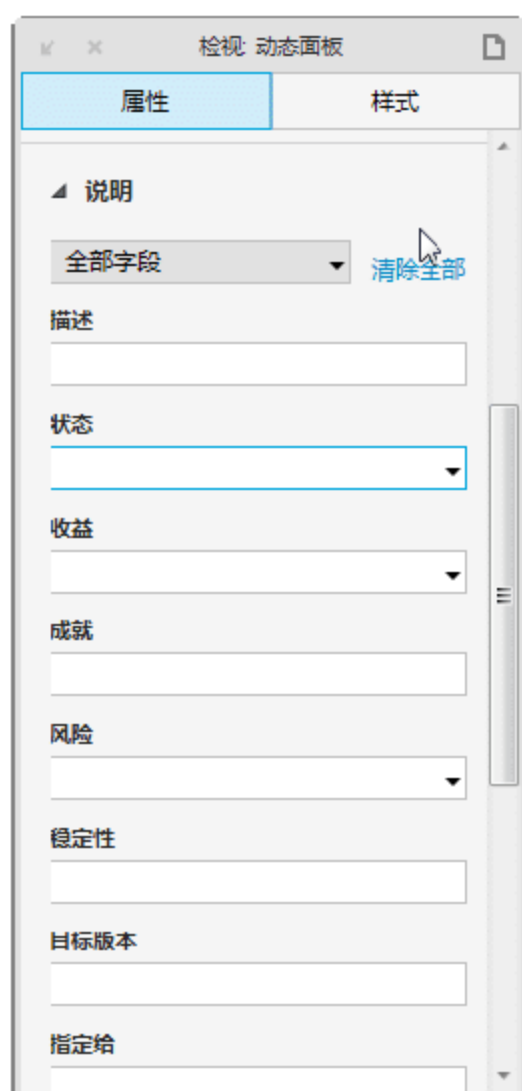 检视: 动态面板
属性 样式
说明
全部字段 清除全部
描述
状态
收益
成就
风险
稳定性
目标版本
指定给